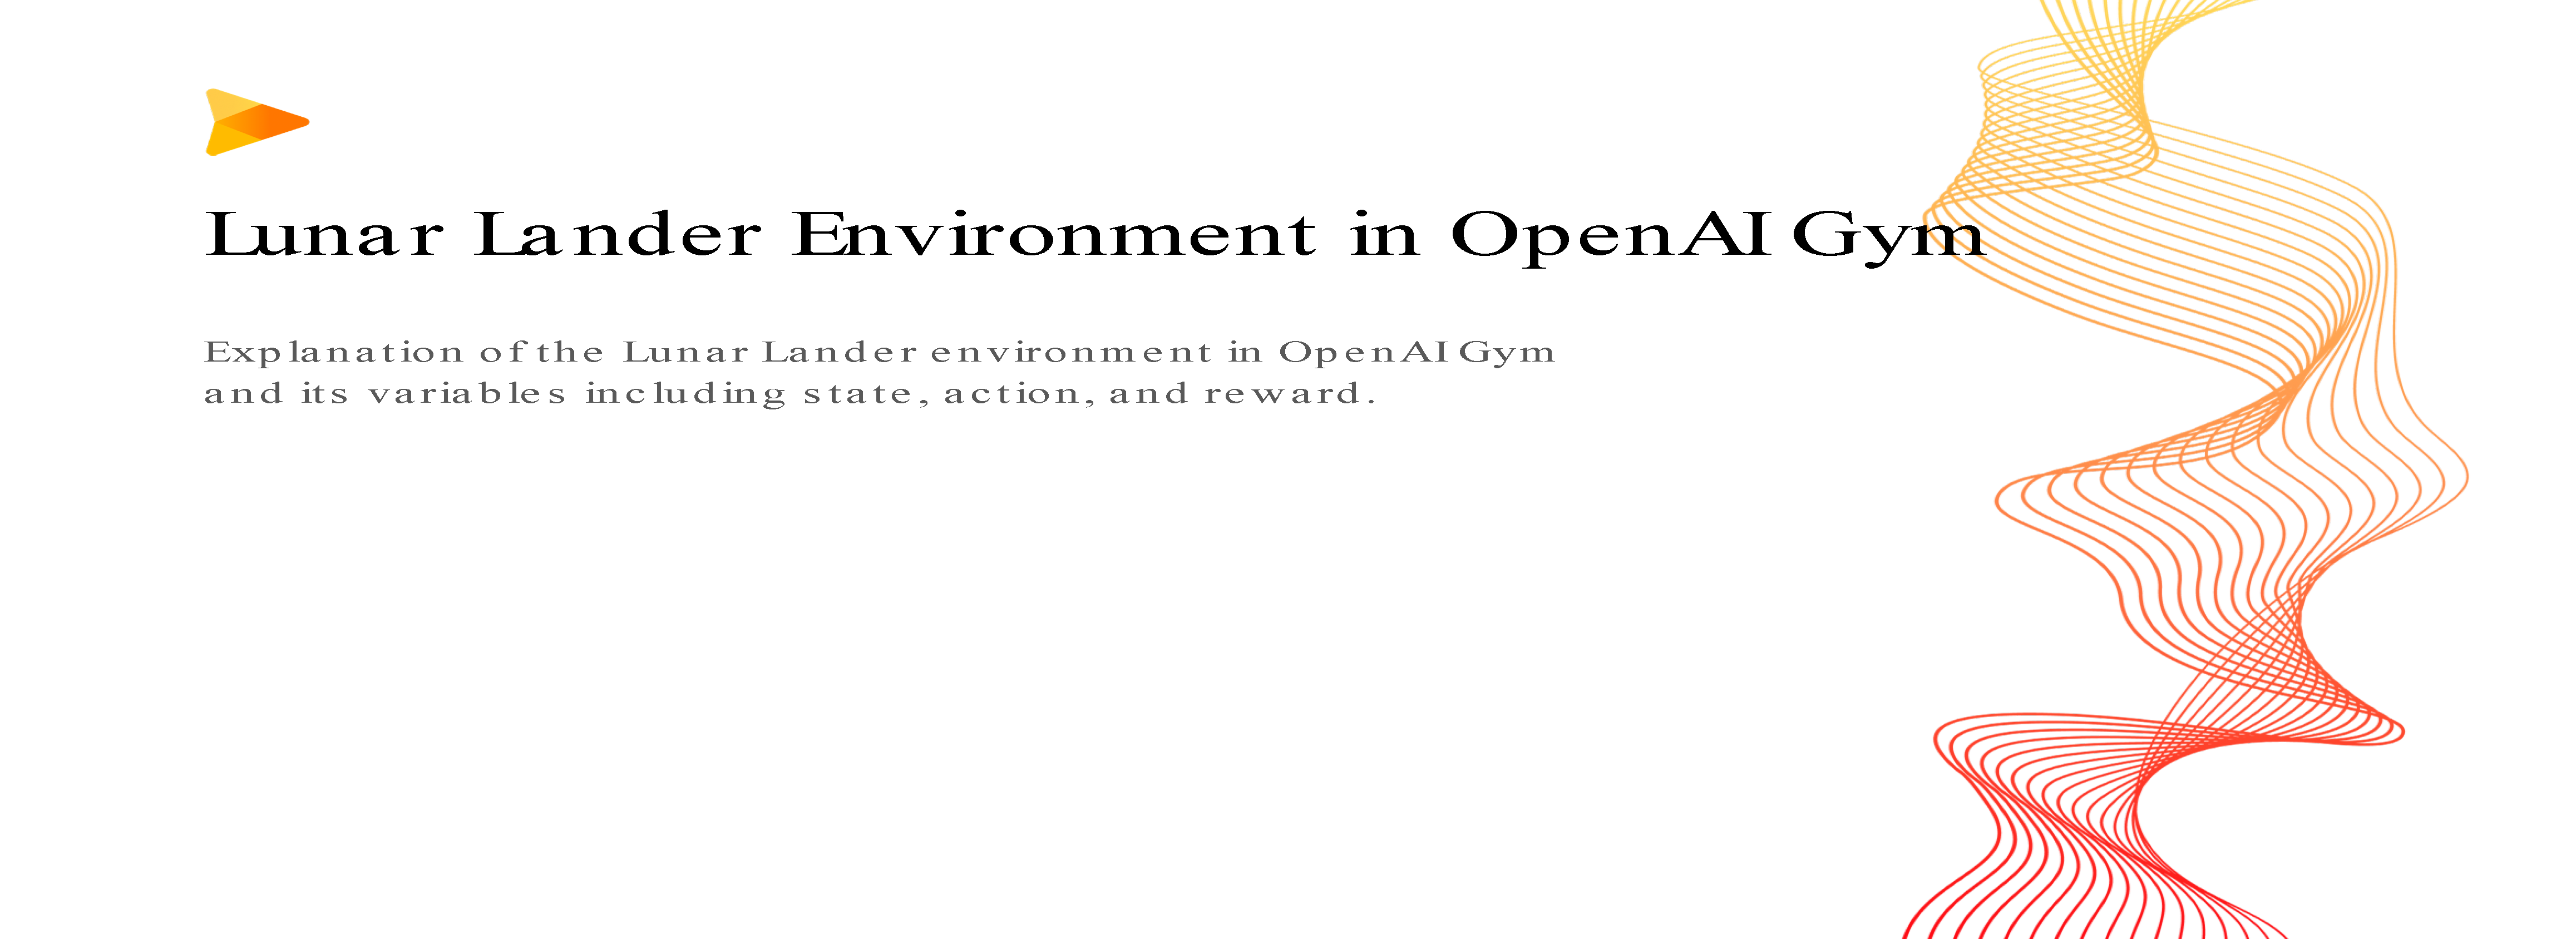 Lunar Lander Environment in OpenAI Gym
Explanation of the Lunar Lander environment in OpenAI Gym
and its variables including state, action, and reward.